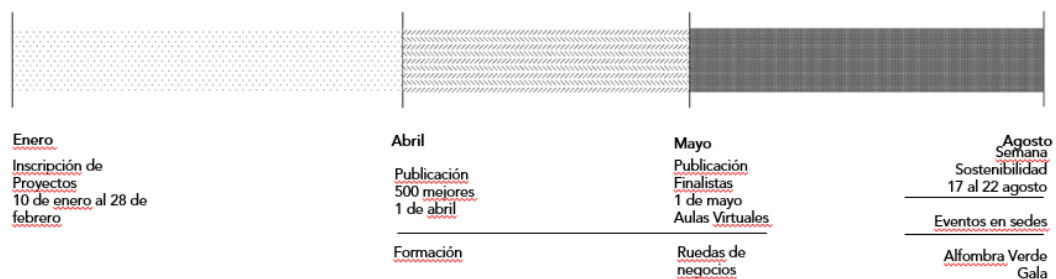 Enero
Inscripción de
Proyectos
10 de enero al 28 de
febrero
Abril
Publicación
500 mejores
1 de abril
Formación
Mayo
Publicación
Finalistas
1 de mayo
Aulas Virtuales
Ruedas de
negocios
Agosto
Semana
Sostenibilidad
17 al 22 agosto
Eventos en sedes
Alfombra Verde
Gala